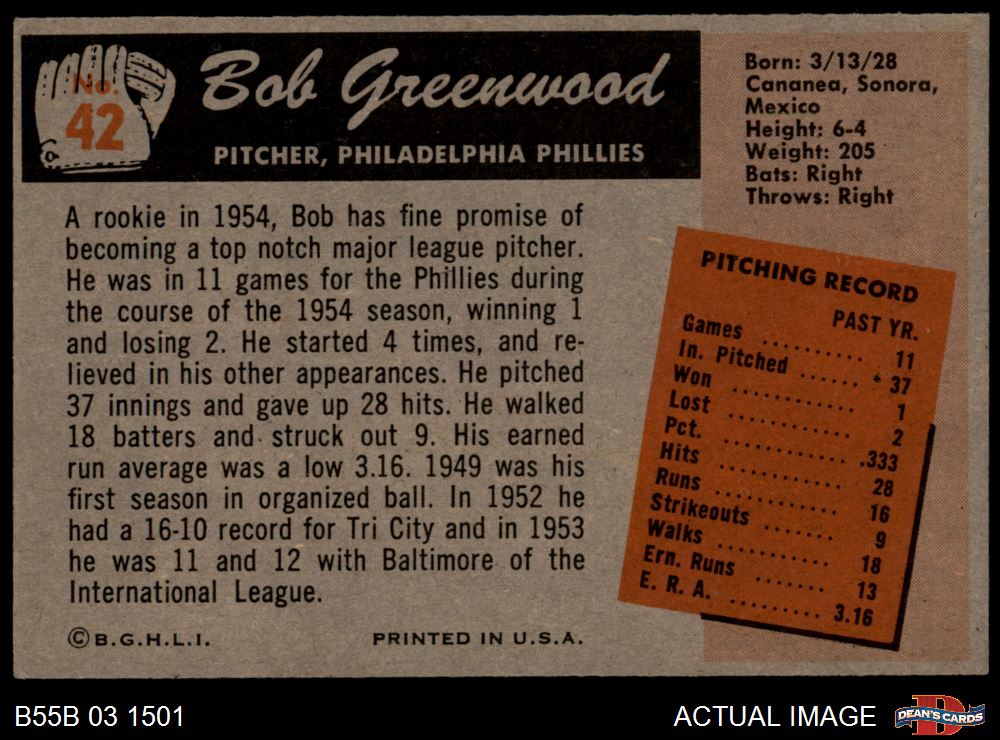 No.
42
Bob Greenwood
PITCHER, PHILADELPHIA PHILLIES
Born: 3/13/28
Cananea, Sonora,
Mexico
Height: 6-4
Weight: 205
Bats: Right
Throws: Right
A rookie in 1954, Bob has fine promise of
becoming a top notch major league pitcher.
He was in 11 games for the Phillies during
the course of the 1954 season, winning 1
and losing 2. He started 4 times, and re-
lieved in his other appearances. He pitched
37 innings and gave up 28 hits. He walked
18 batters and struck out 9. His earned
run average was a low 3.16. 1949 was his
first season in organized ball. In 1952 he
had a 16-10 record for Tri City and in 1953
he was 11 and 12 with Baltimore of the
International League.
PITCHING RECORD
PAST YR.
Games .......... 11
In. Pitched ...... 37
Won ............ 1
Lost ............ 2
Pct. ............ .333
Hits ............ 28
Runs ........... 16
Strikeouts ...... 9
Walks .......... 18
Ern. Runs ...... 13
E. R. A. ......... 3.16
© B.G.H.L.I.
PRINTED IN U.S.A.
B55B 03 1501
ACTUAL IMAGE
D
DEAN'S CARDS